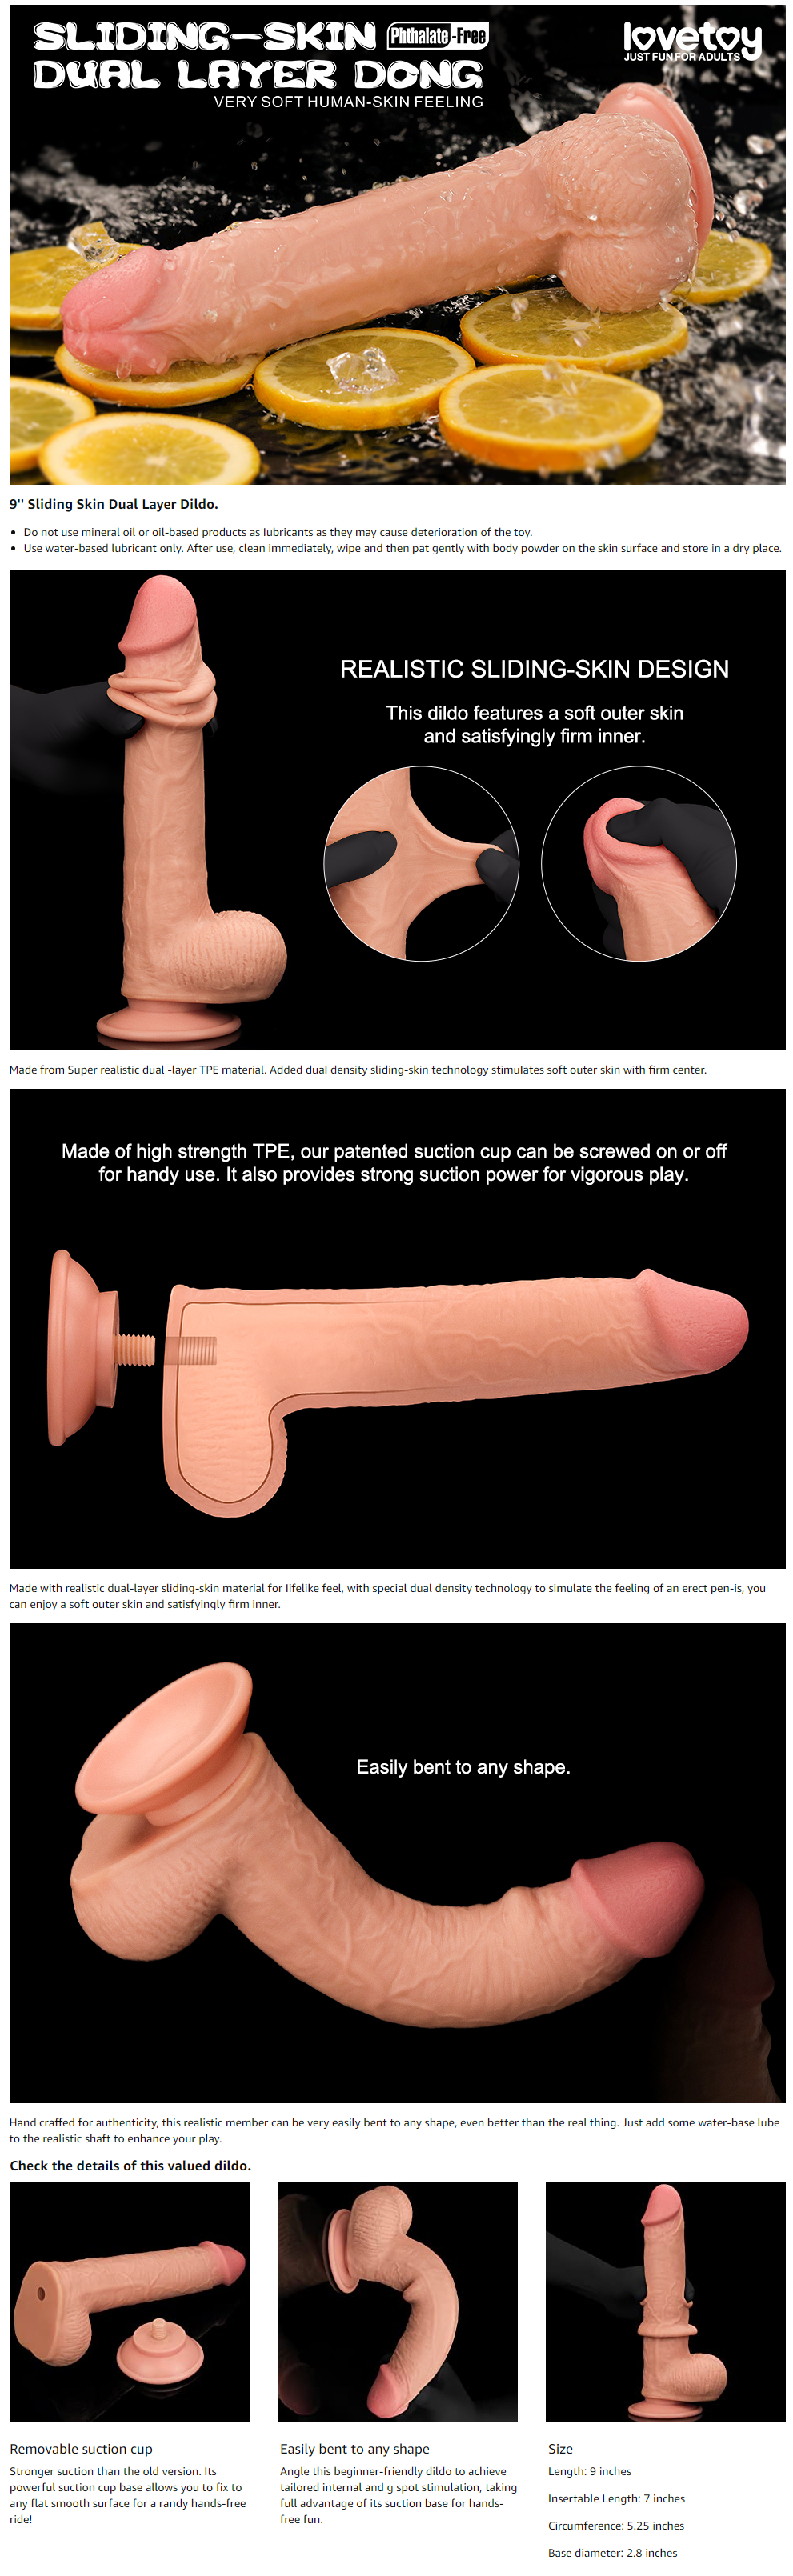 SLIDING-SKIN Phthalate-Free
DUAL LAYER DONG
VERY SOFT HUMAN-SKIN FEELING
lovetoy
JUST FUN FOR ADULTS
9" Sliding Skin Dual Layer Dildo.
• Do not use mineral oil or oil-based products as lubricants as they may cause deterioration of the toy.
• Use water-based lubricant only. After use, clean immediately, wipe and then pat gently with body powder on the skin surface and store in a dry place.
REALISTIC SLIDING-SKIN DESIGN
This dildo features a soft outer skin
and satisfyingly firm inner.
Made from Super realistic dual -layer TPE material. Added dual density sliding-skin technology stimulates soft outer skin with firm center.
Made of high strength TPE, our patented suction cup can be screwed on or off
for handy use. It also provides strong suction power for vigorous play.
Made with realistic dual-layer sliding-skin material for lifelike feel, with special dual density technology to simulate the feeling of an erect pen-is, you
can enjoy a soft outer skin and satisfyingly firm inner.
Easily bent to any shape.
Hand craffed for authenticity, this realistic member can be very easily bent to any shape, even better than the real thing. Just add some water-base lube
to the realistic shaft to enhance your play.
Check the details of this valued dildo.
Removable suction cup
Stronger suction than the old version. Its
powerful suction cup base allows you to fix to
any flat smooth surface for a randy hands-free
ride!
Easily bent to any shape
Angle this beginner-friendly dildo to achieve
tailored internal and g spot stimulation, taking
full advantage of its suction base for hands-
free fun.
Size
Length: 9 inches
Insertable Length: 7 inches
Circumference: 5.25 inches
Base diameter: 2.8 inches